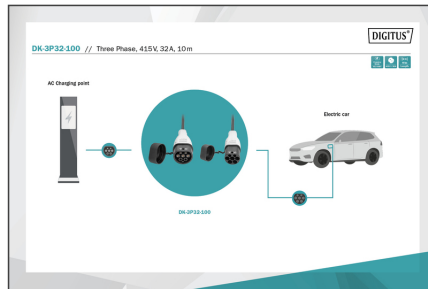 DIGITUS®
DK-3P32-100 // Three Phase, 415V, 32A, 10m
AC Charging point
Electric car
DK-3P32-100